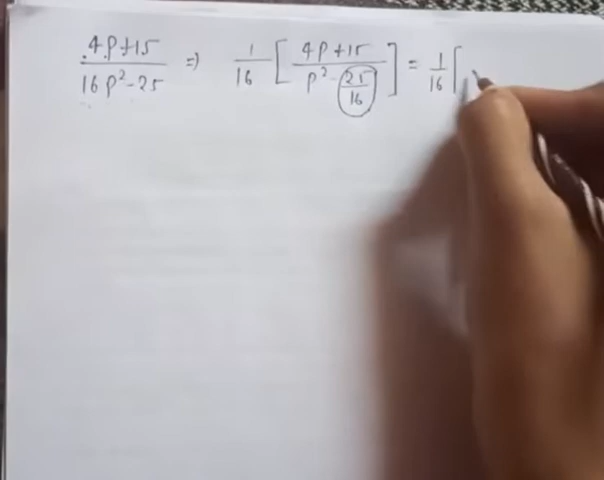 4p+15/16p²-25 ⇒ 1/16 [4p+15/p²-25/16] = 1/16 [